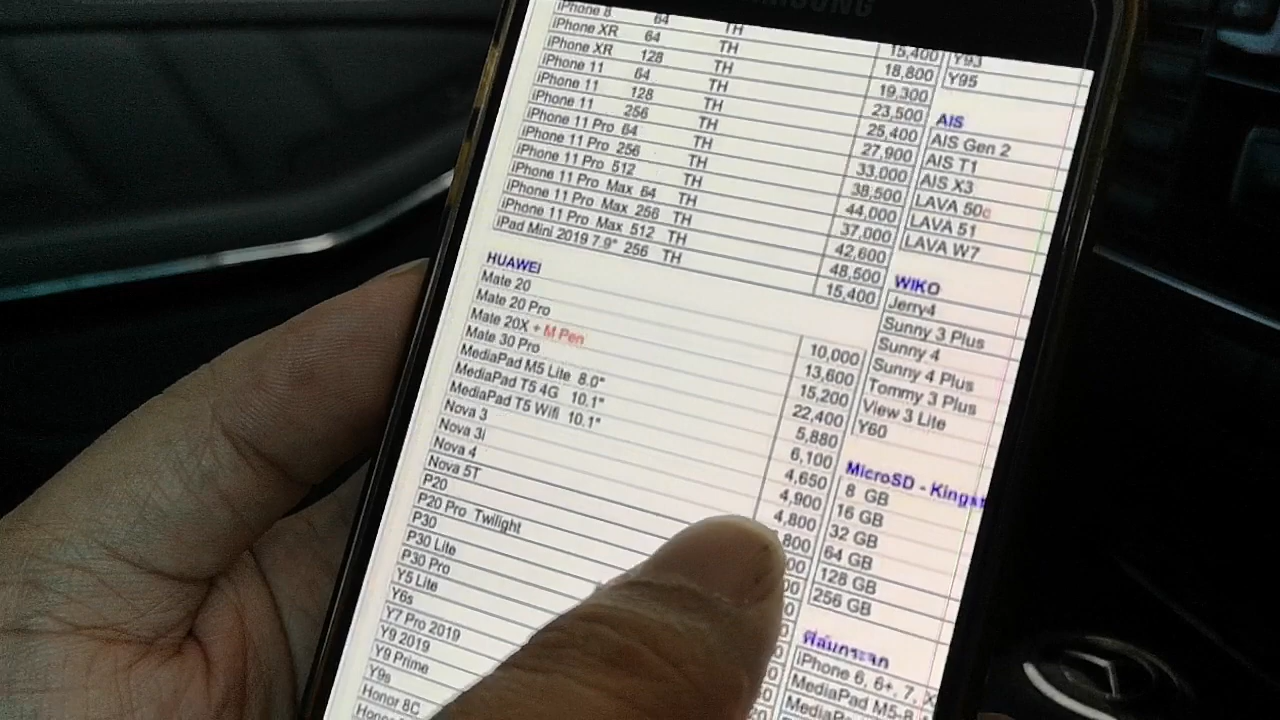 SAMSUNG
iPhone 8 64 TH 15,400
iPhone XR 64 TH 18,800
iPhone XR 128 TH 19,300
iPhone 11 64 TH 23,500
iPhone 11 128 TH 25,400
iPhone 11 256 TH 27,900
iPhone 11 Pro 64 TH 33,000
iPhone 11 Pro 256 TH 38,500
iPhone 11 Pro 512 TH 44,000
iPhone 11 Pro Max 64 TH 37,000
iPhone 11 Pro Max 256 TH 42,600
iPhone 11 Pro Max 512 TH 48,500
iPad Mini 2019 7.9" 256 TH 15,400
HUAWEI
Mate 20 10,000
Mate 20 Pro 13,600
Mate 20X + M Pen 15,200
Mate 30 Pro 22,400
MediaPad M5 Lite 8.0" 5,880
MediaPad T5 4G 10.1" 6,100
MediaPad T5 Wifi 10.1" 4,650
Nova 3 4,900
Nova 3i 4,800
Nova 4
Nova 5T
P20
P20 Pro Twilight
P30
P30 Lite
P30 Pro
Y5 Lite
Y6s
Y7 Pro 2019
Y9 2019
Y9 Prime
Y9s
Honor 8C
Y93
Y95
AIS
AIS Gen 2
AIS T1
AIS X3
LAVA 50c
LAVA 51
LAVA W7
WIKO
Jerry4
Sunny 3 Plus
Sunny 4
Sunny 4 Plus
Tommy 3 Plus
View 3 Lite
Y60
MicroSD - Kingst
8 GB
16 GB
32 GB
64 GB
128 GB
256 GB
ฟิล์มกระจก
iPhone 6, 6+, 7, X
MediaPad M5-8